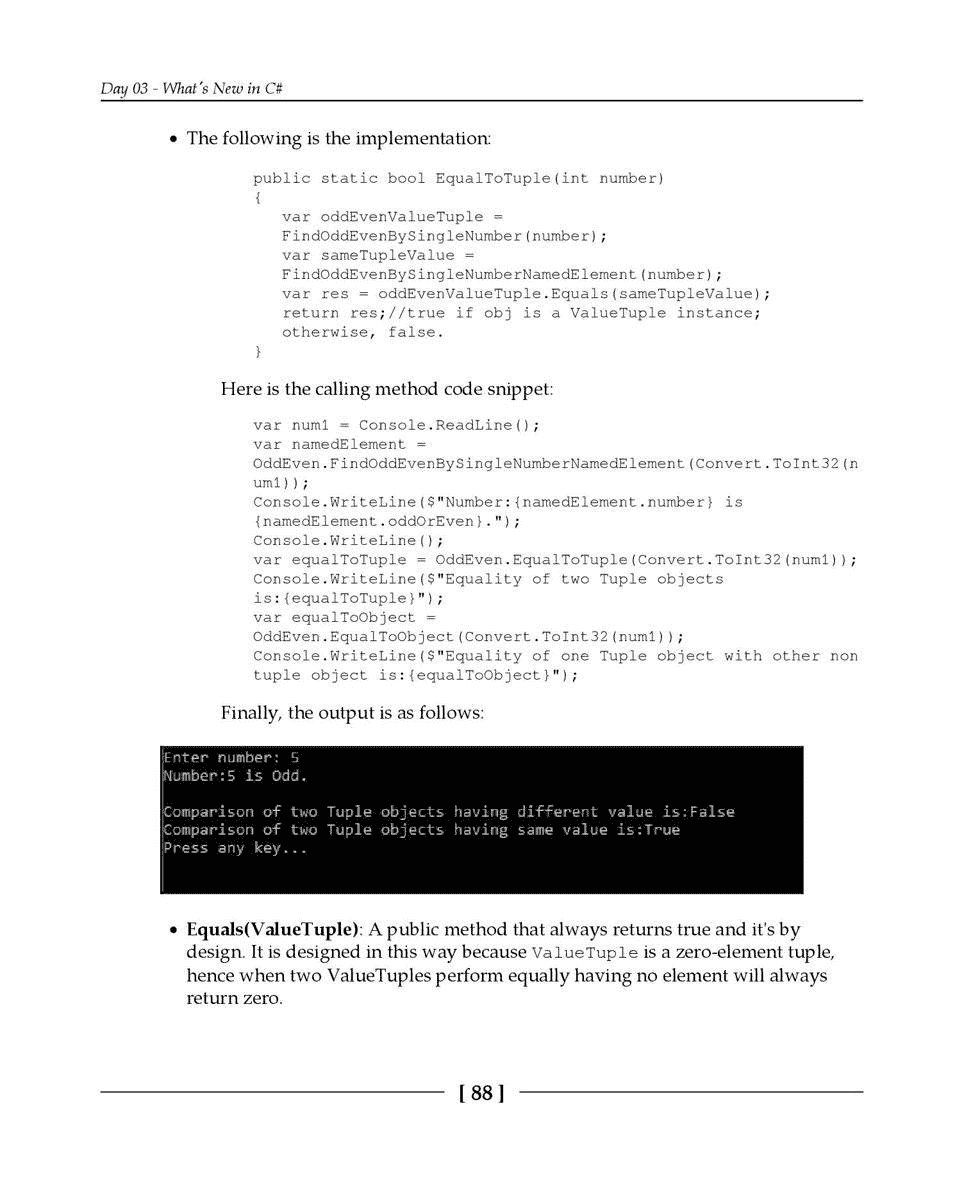 Day 03 - What's New in C#
• The following is the implementation:
public static bool EqualToTuple(int number)
{
var oddEvenValueTuple =
FindOddEvenBySingleNumber(number);
var sameTupleValue =
FindOddEvenBySingleNumberNamedElement(number);
var res = oddEvenValueTuple.Equals(sameTupleValue);
return res;//true if obj is a ValueTuple instance;
otherwise, false.
}
Here is the calling method code snippet:
var num1 = Console.ReadLine();
var namedElement =
OddEven.FindOddEvenBySingleNumberNamedElement(Convert.ToInt32(n
um1));
Console.WriteLine($"Number:{namedElement.number} is
{namedElement.oddOrEven}.");
Console.WriteLine();
var equalToTuple = OddEven.EqualToTuple(Convert.ToInt32(num1));
Console.WriteLine($"Equality of two Tuple objects
is:{equalToTuple}");
var equalToObject =
OddEven.EqualToObject(Convert.ToInt32(num1));
Console.WriteLine($"Equality of one Tuple object with other non
tuple object is:{equalToObject}");
Finally, the output is as follows:
Enter number: 5
Number:5 is Odd.
Comparison of two Tuple objects having different value is:False
Comparison of two Tuple objects having same value is:True
Press any key...
• Equals(ValueTuple): A public method that always returns true and it's by
design. It is designed in this way because ValueTuple is a zero-element tuple,
hence when two ValueTuples perform equally having no element will always
return zero.
[ 88 ]